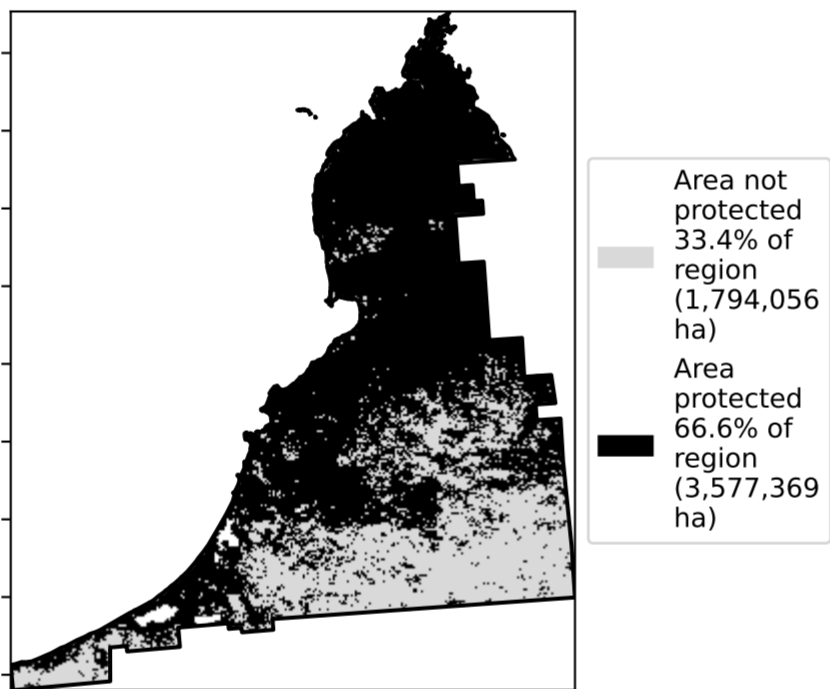 Area not
protected
33.4% of
region
(1,794,056
ha)
Area
protected
66.6% of
region
(3,577,369
ha)